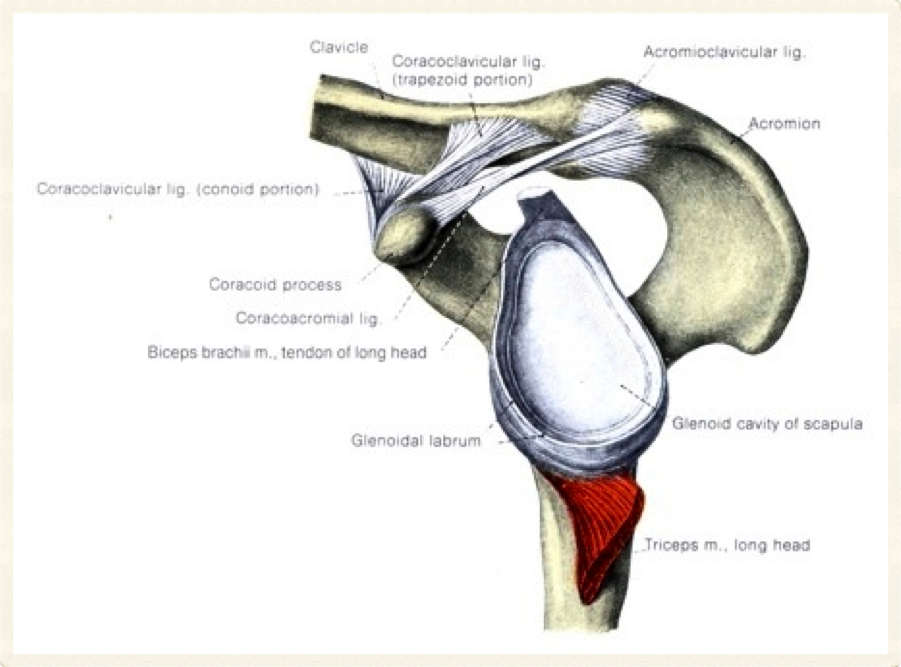 Clavicle
Coracoclavicular lig.
(trapezoid portion)
Acromioclavicular lig.
Acromion
Coracoclavicular lig. (conoid portion)
Coracoid process
Coracoacromial lig.
Biceps brachii m., tendon of long head
Glenoid cavity of scapula
Glenoidal labrum
Triceps m., long head